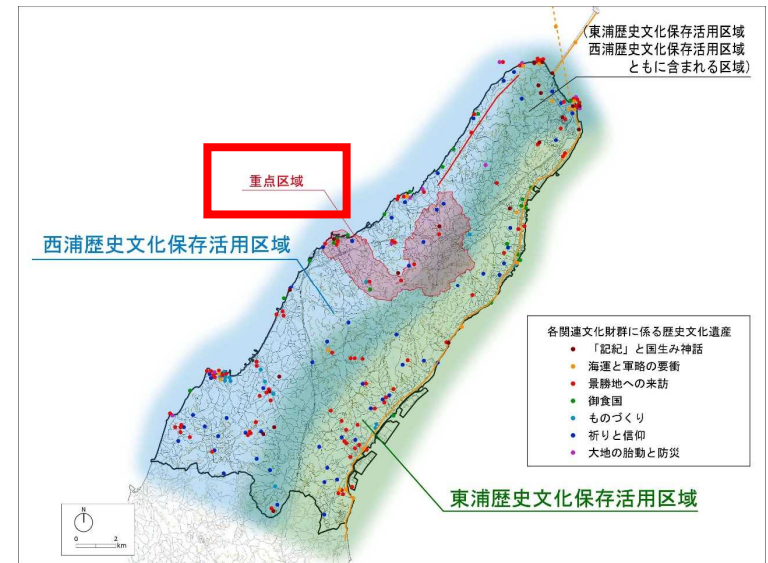 (東浦歴史文化保存活用区域
西浦歴史文化保存活用区域
ともに含まれる区域)
重点区域
西浦歴史文化保存活用区域
各関連文化財群に係る歴史文化遺産
「記紀」と国生み神話
海運と軍略の要衝
景勝地への来訪
御食国
ものづくり
祈りと信仰
大地の胎動と防災
東浦歴史文化保存活用区域
N
0 2
km